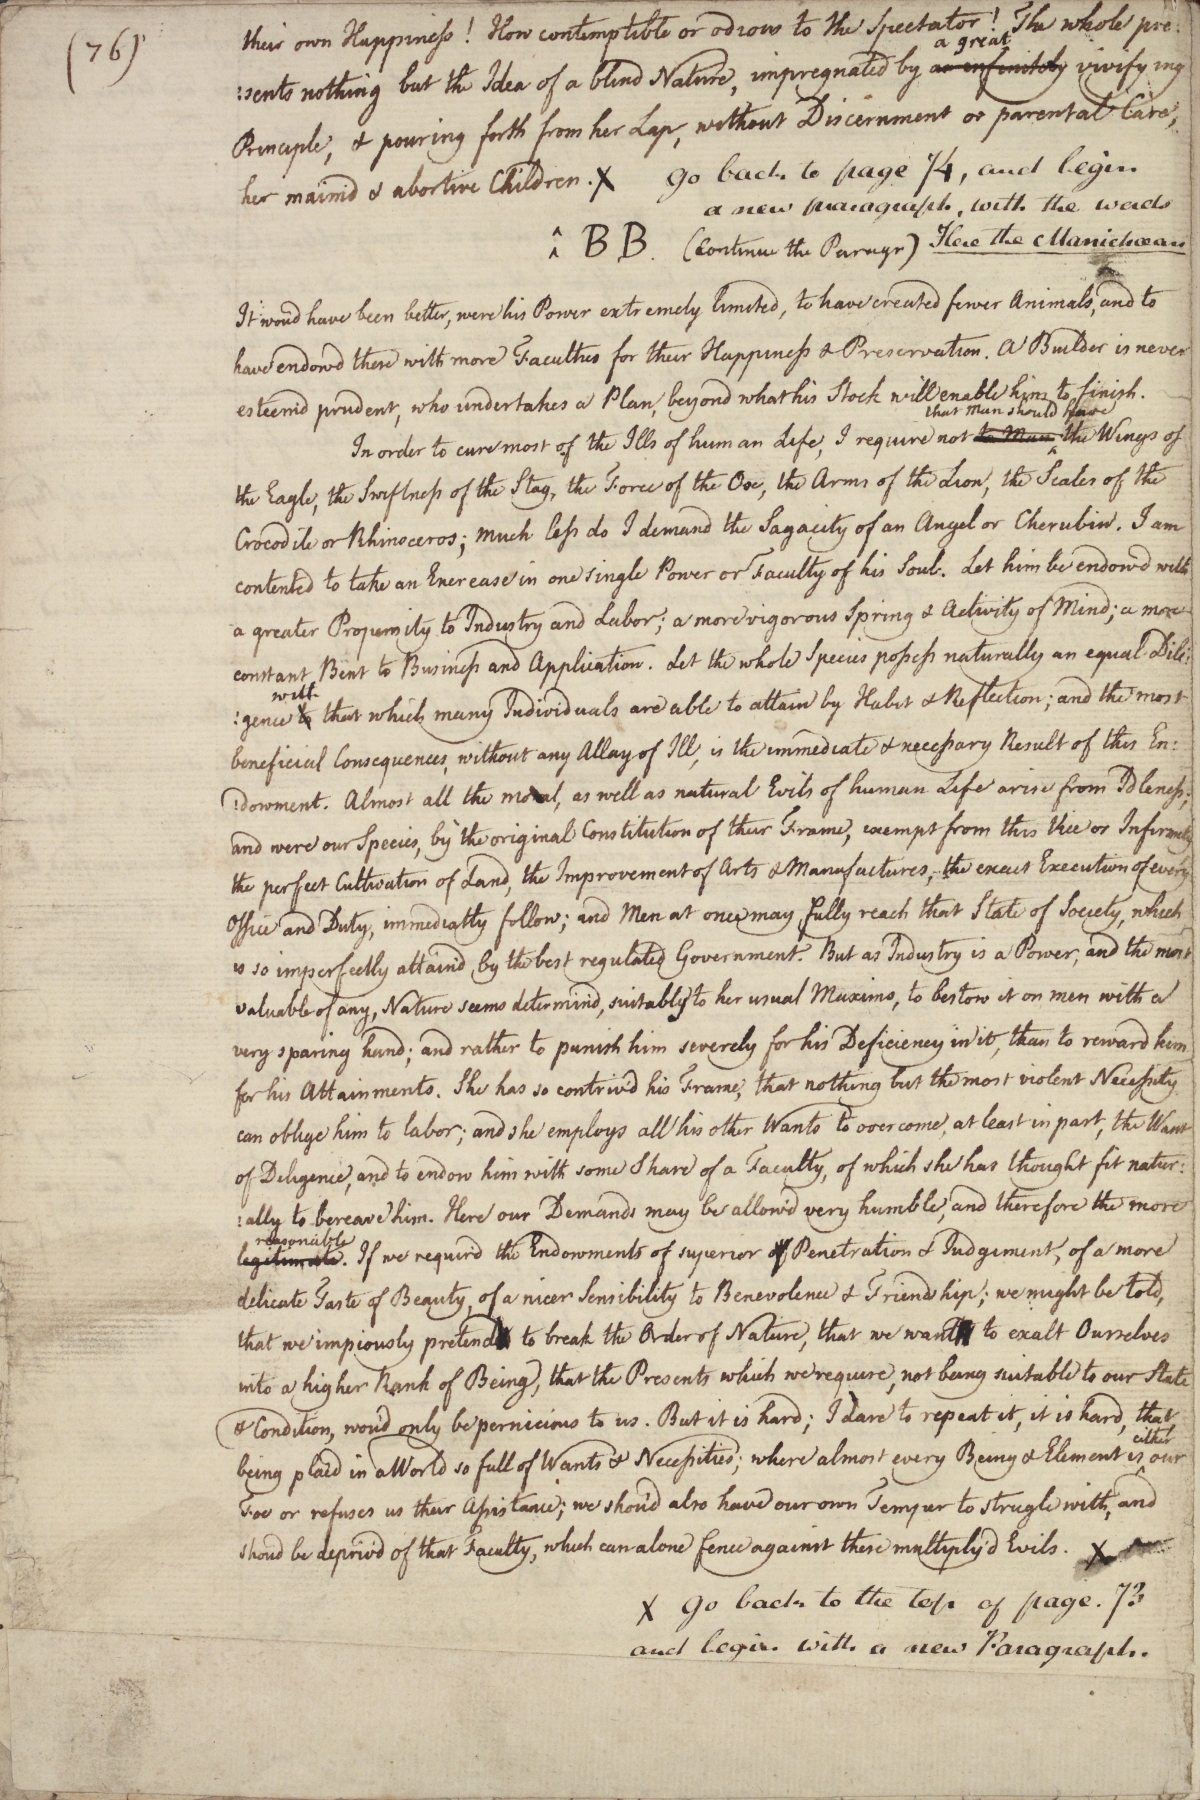 (76)
their own Happiness! How contemptible or odious to the Spectator! The whole pre:
a great
:sents nothing but the Idea of a blind Nature, impregnated by an infinitely vivifying
Principle, & pouring forth from her Lap, without Discernment or parental Care,
her maim'd & abortive Children. X go back to page 74, and begin
a new paragraph, with the words
BB. (Continue the Paragr) Here the Manichæan
It woud have been better, were his Power extremely limited, to have created fewer Animals, and to
have endowd these with more Faculties for their Happiness & Preservation. A Builder is never
esteem'd prudent, who undertakes a Plan, beyond what his Stock will enable him to finish.
that man should have
In order to cure most of the Ills of human Life, I require not to Man the Wings of
the Eagle, the Swiftness of the Stag, the Force of the Ox, the Arms of the Lion, the Scales of the
Crocodile or Rhinoceros; much less do I demand the Sagacity of an Angel or Cherubin. I am
contented to take an Encrease in one single Power or Faculty of his Soul. Let him be endow'd with
a greater Propensity to Industry and Labor; a more vigorous Spring & Activity of Mind; a more
constant Bent to Business and Application. Let the whole Species possess naturally an equal Dili:
with
:gence to that which many Individuals are able to attain by Habit & Reflection; and the most
beneficial Consequences, without any Allay of Ill, is the immediate & necessary Result of this En:
:dowment. Almost all the moral, as well as natural Evils of human Life arise from Idleness;
and were our Species, by the original Constitution of their Frame, exempt from this Vice or Infirmity,
the perfect Cultivation of Land, the Improvement of Arts & Manufactures, the exact Execution of every
Office and Duty, immediatly follow; and Men at once may fully reach that State of Society, which
is so imperfectly attain'd by the best regulated Government. But as Industry is a Power, and the most
valuable of any, Nature seems determind, suitably to her usual Maxims, to bestow it on men with a
very sparing hand; and rather to punish him severely for his Deficiency in it, than to reward him
for his Attainments. She has so contriv'd his Frame, that nothing but the most violent Necessity
can oblige him to labor; and she employs all his other Wants to overcome, at least in part, the Want
of Diligence, and to endow him with some Share of a Faculty, of which she has thought fit natur:
:ally to bereave him. Here our Demands may be allow'd very humble, and therefore the more
reasonable
legitimate. If we requir'd the Endowments of superior Penetration & Judgement, of a more
delicate Taste of Beauty, of a nicer Sensibility to Benevolence & Friendship; we might be told,
that we impiously pretend to break the Order of Nature, that we want to exalt Ourselves
into a higher Rank of Being, that the Presents which we require, not being suitable to our State
& Condition, woud only be pernicious to us. But it is hard; I dare to repeat it, it is hard, that
either
being plac'd in a World so full of Wants & Necessities; where almost every Being & Element is our
Foe or refuses us their Assistance; we shoud also have our own Temper to strugle with, and
shoud be depriv'd of that Faculty, which can alone fence against these multiply'd Evils. X
X go back to the top of page. 73
and begin with a new Paragraph.